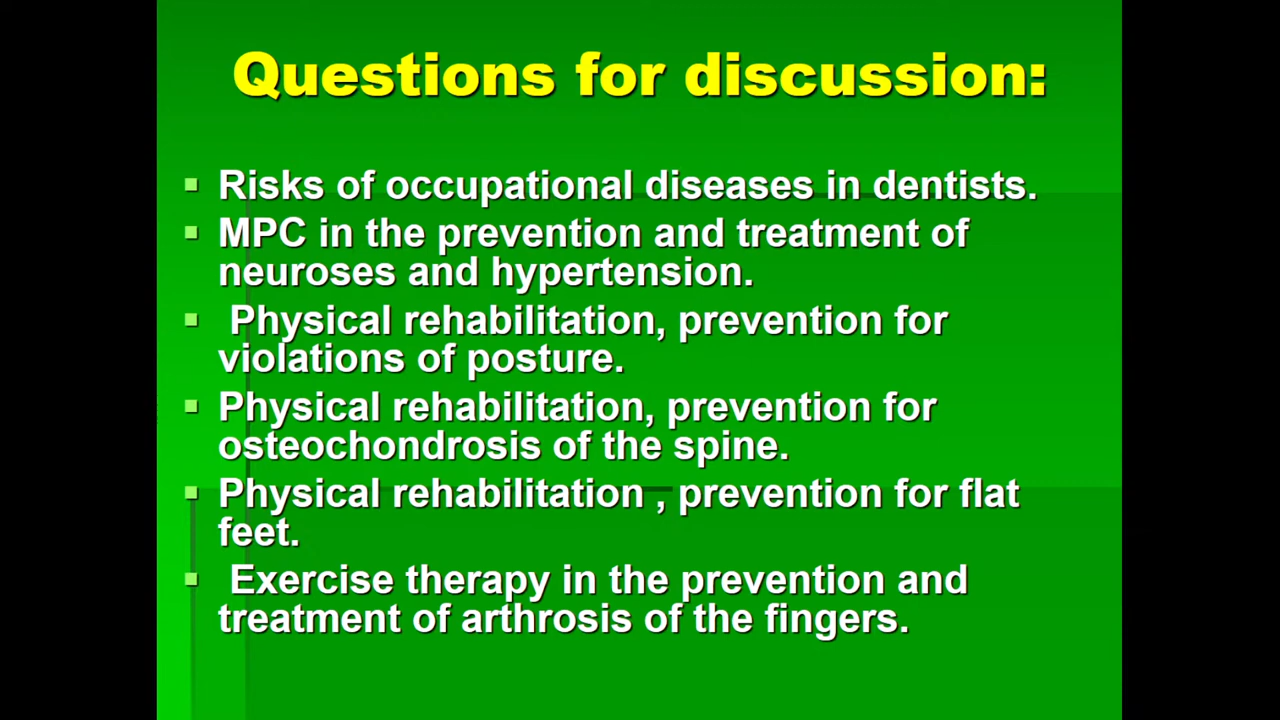 Questions for discussion:
Risks of occupational diseases in dentists.
MPC in the prevention and treatment of
neuroses and hypertension.
Physical rehabilitation, prevention for
violations of posture.
Physical rehabilitation, prevention for
osteochondrosis of the spine.
Physical rehabilitation , prevention for flat
feet.
Exercise therapy in the prevention and
treatment of arthrosis of the fingers.